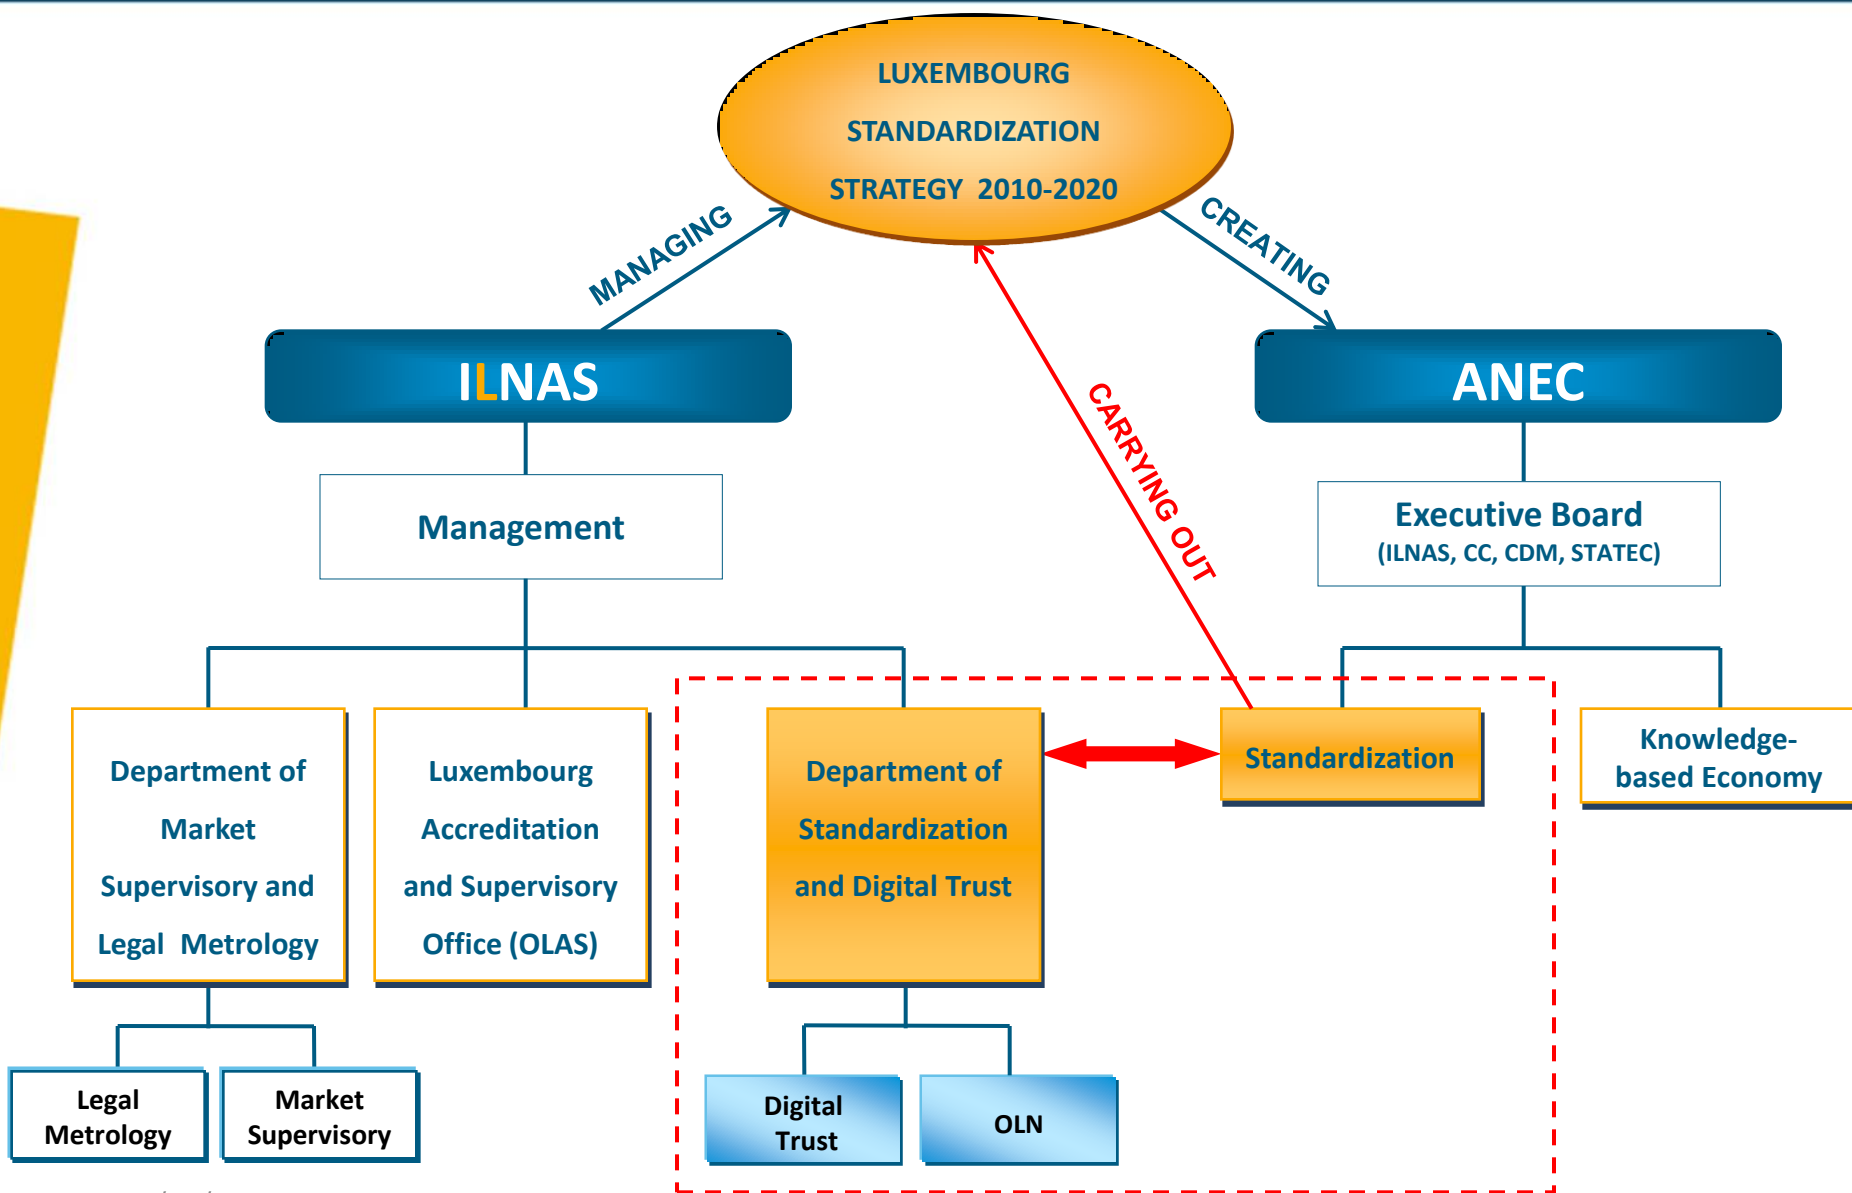 LUXEMBOURG
STANDARDIZATION
STRATEGY 2010-2020
MANAGING
CREATING
ILNAS
ANEC
CARRYING OUT
Management
Executive Board
(ILNAS, CC, CDM, STATEC)
Department of
Market
Supervisory and
Legal Metrology
Luxembourg
Accreditation
and Supervisory
Office (OLAS)
Department of
Standardization
and Digital Trust
Standardization
Knowledge-
based Economy
Legal
Metrology
Market
Supervisory
Digital
Trust
OLN